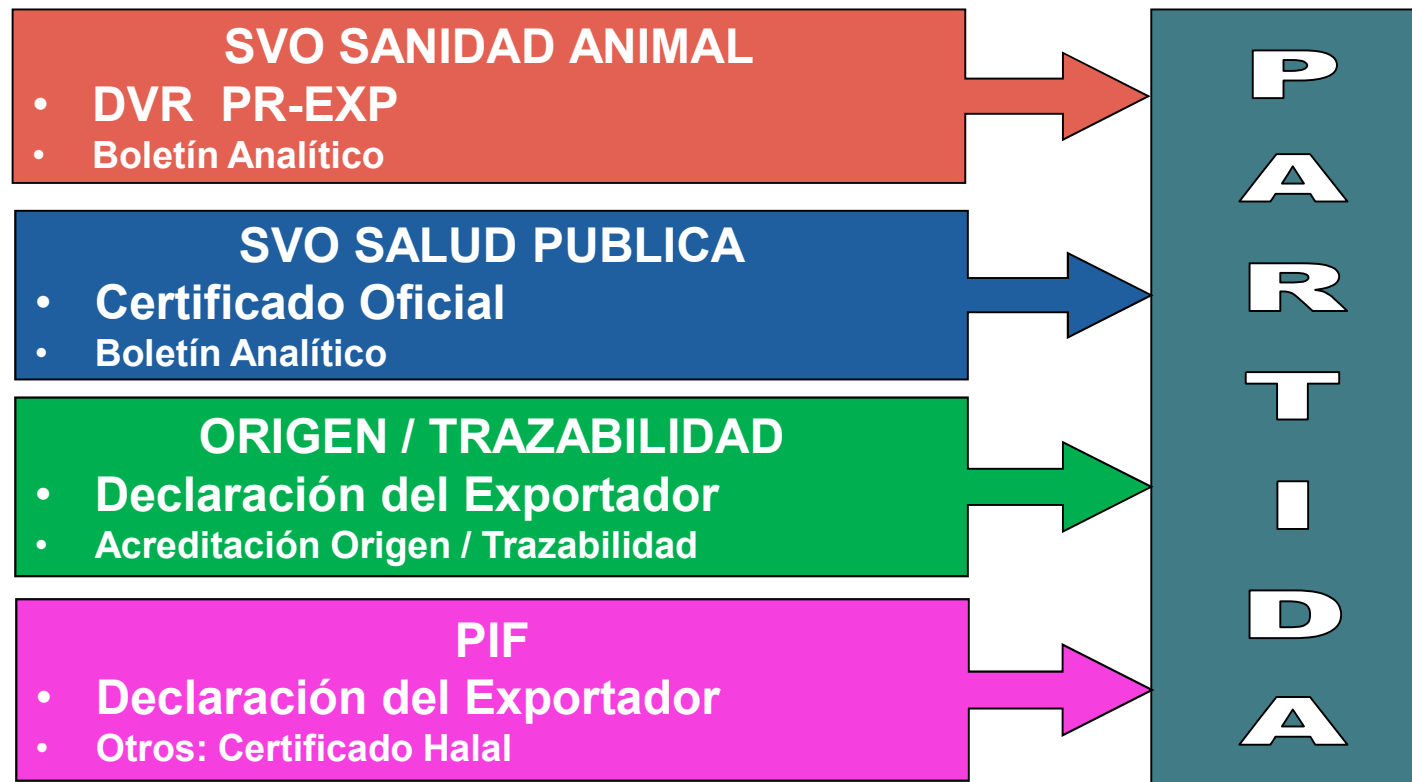 SVO SANIDAD ANIMAL
• DVR PR-EXP
• Boletín Analítico
SVO SALUD PUBLICA
• Certificado Oficial
• Boletín Analítico
ORIGEN / TRAZABILIDAD
• Declaración del Exportador
• Acreditación Origen / Trazabilidad
PIF
• Declaración del Exportador
• Otros: Certificado Halal
PARTIDA